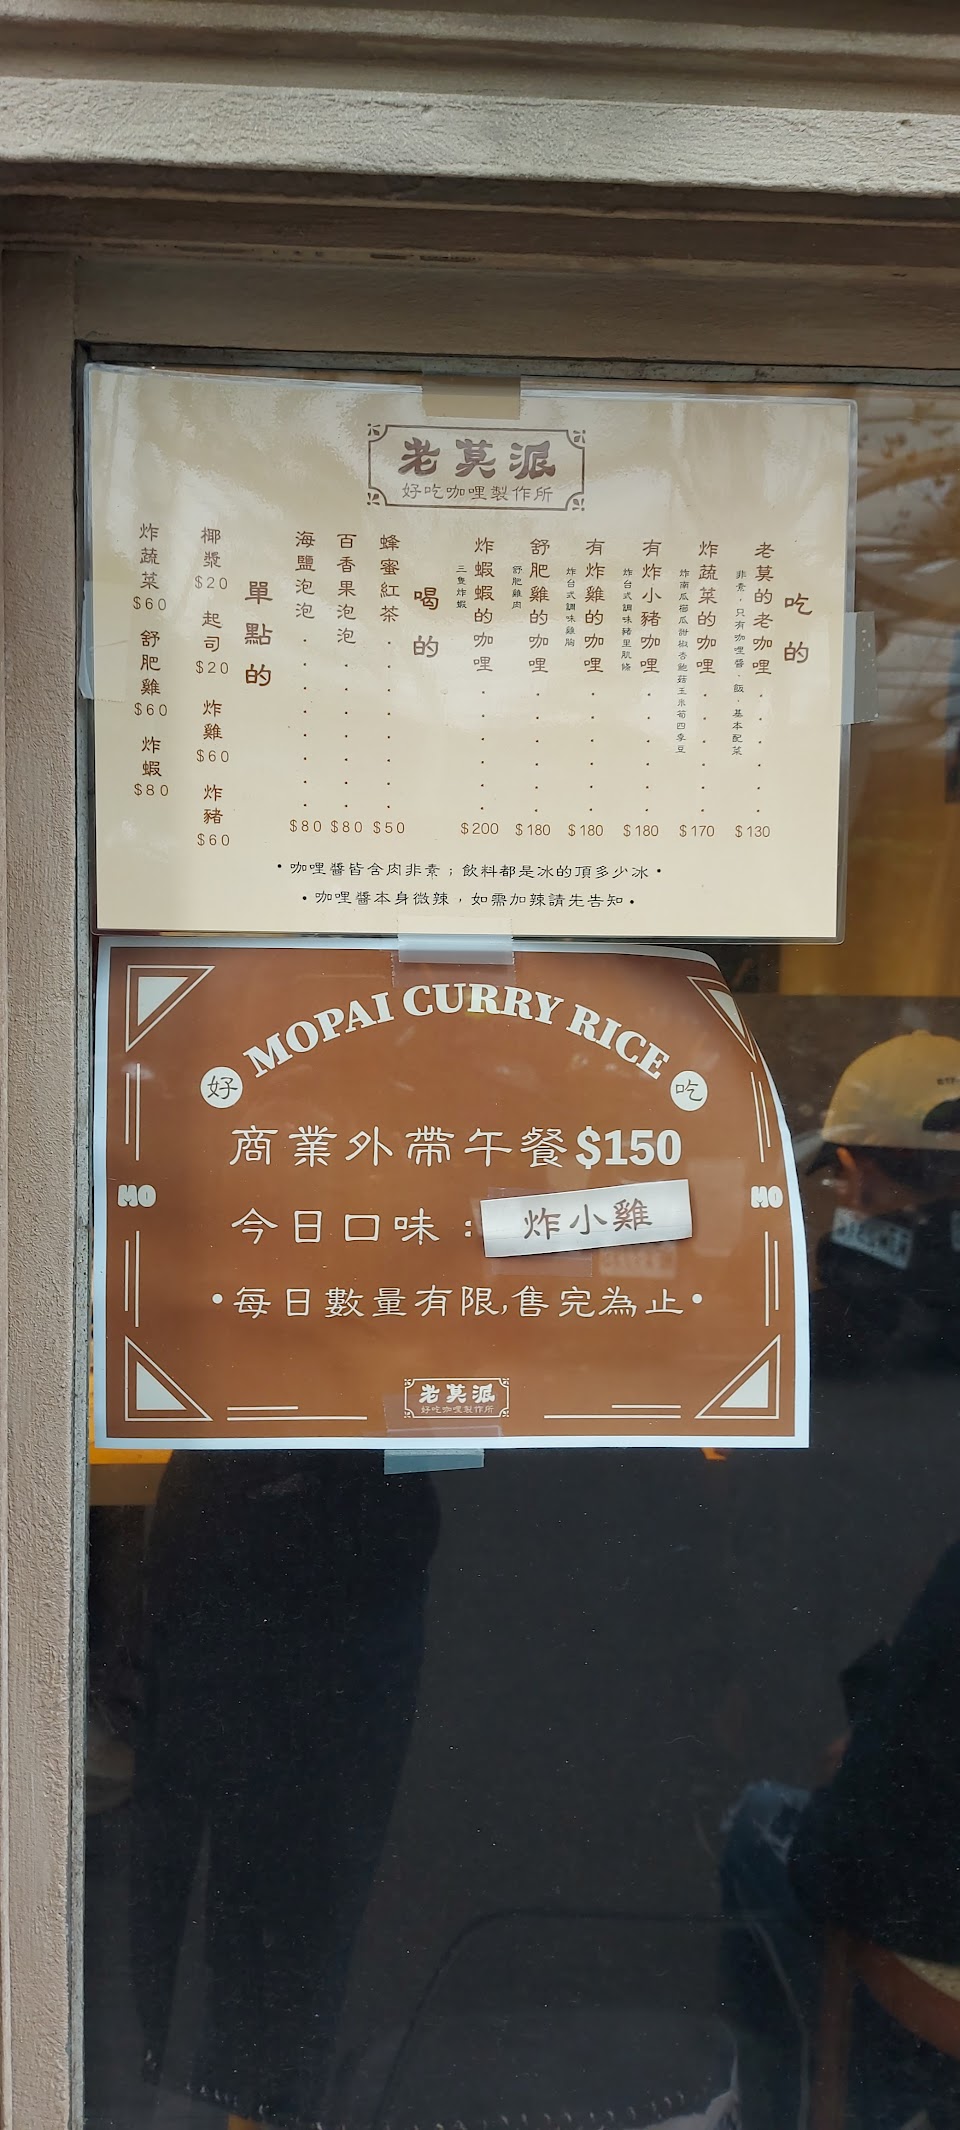 老莫派
好吃咖哩製作所
吃的
老莫的老咖哩......$130
非素，只有咖哩醬、飯、基本配菜
炸蔬菜的咖哩......$170
炸南瓜櫛瓜甜椒杏鮑菇玉米筍四季豆
有炸小豬咖哩......$180
炸台式調味豬里肌條
有炸雞的咖哩......$180
炸台式調味雞胸
舒肥雞的咖哩......$180
舒肥雞肉
炸蝦蝦的咖哩......$200
三隻炸蝦
喝的
蜂蜜紅茶........$50
百香果泡泡.......$80
海鹽泡泡........$80
單點的
椰漿$20 起司$20 炸雞$60 炸豬$60
炸蔬菜$60 舒肥雞$60 炸蝦$80
•咖哩醬皆含肉非素；飲料都是冰的頂多少冰•
•咖哩醬本身微辣，如需加辣請先告知•
MOPAI CURRY RICE
好吃
商業外帶午餐$150
MO
MO
今日口味：炸小雞
•每日數量有限,售完為止•
老莫派
好吃咖哩製作所